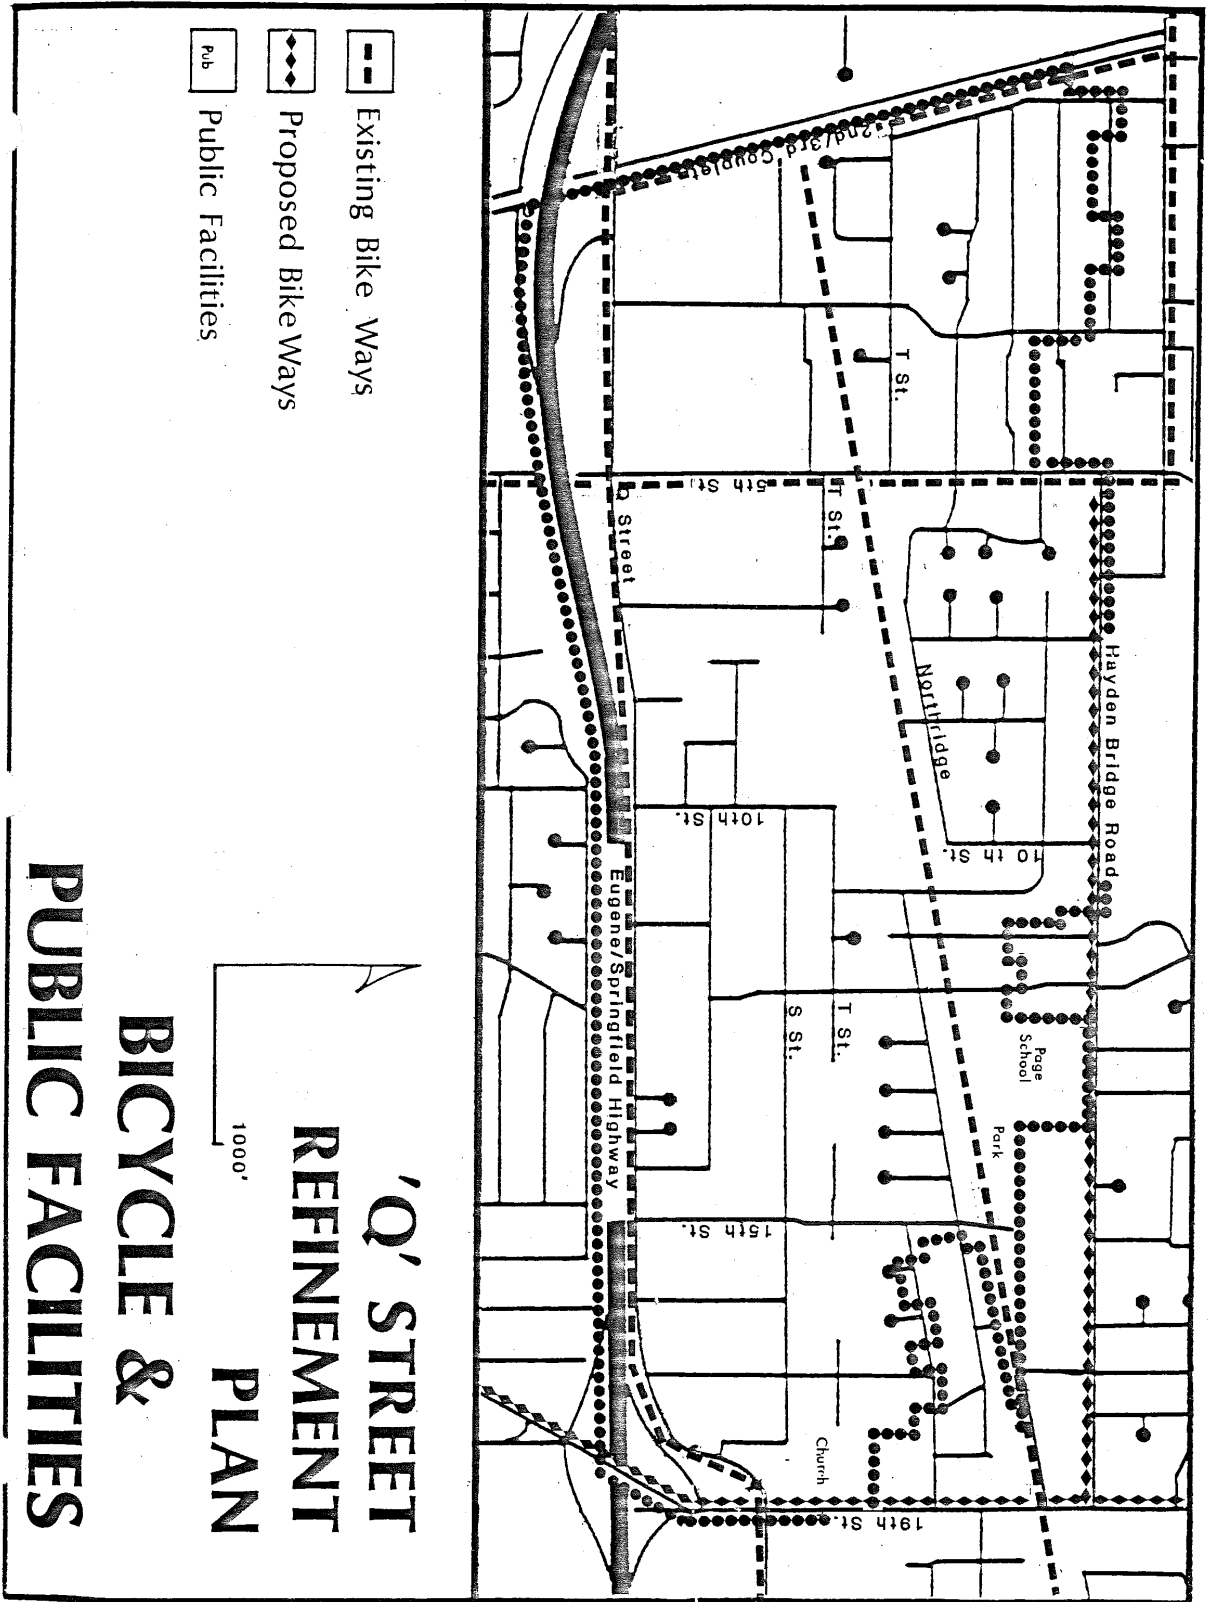 2nd/3rd Couplet
T St.
5th St.
T St.
Q Street
Hayden Bridge Road
Northridge
10th St.
10 th St.
Eugene/Springfield Highway
S St.
T St.
Page
School
Park
15th St.
Church
19th St.
Existing Bike Ways
Proposed Bike Ways
Pub
Public Facilities
1000'
'Q' STREET
REFINEMENT
PLAN
BICYCLE &
PUBLIC FACILITIES